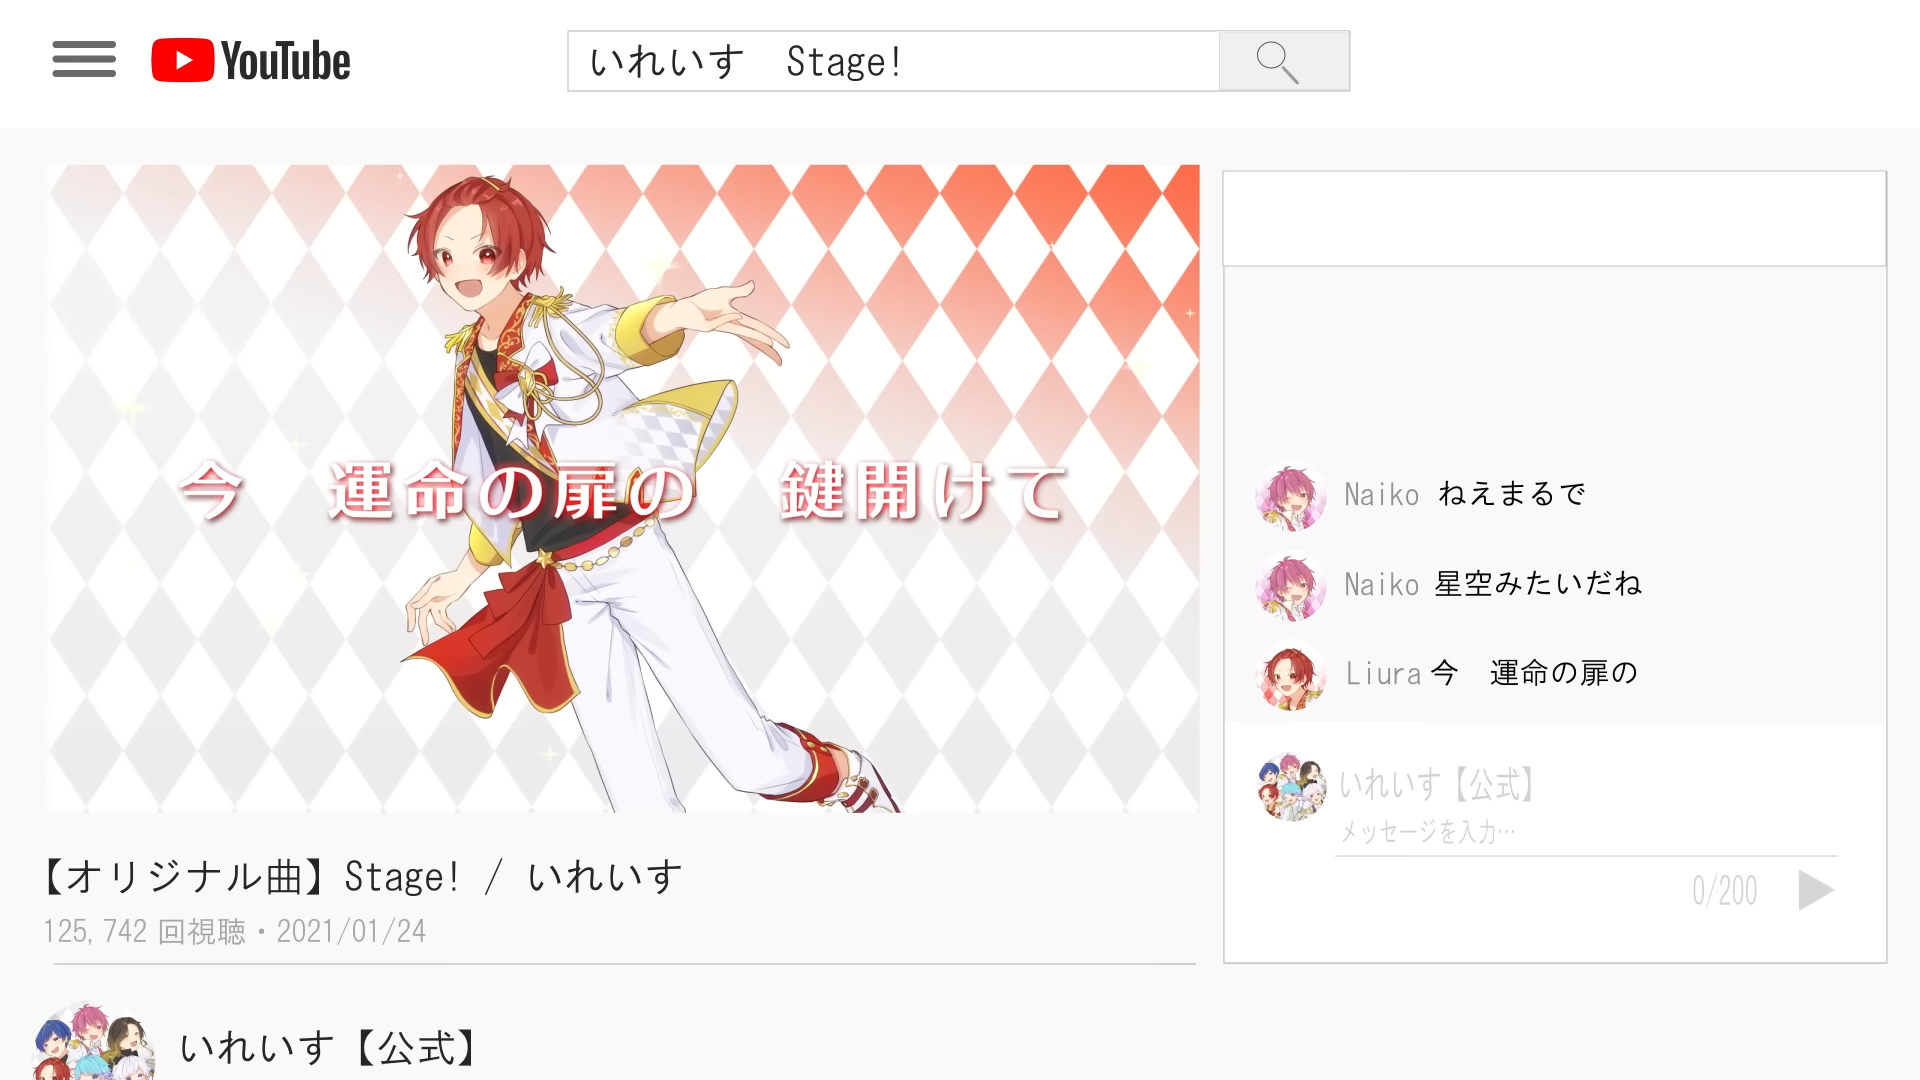 YouTube
いれいす　Stage!
今　運命の扉の　鍵開けて
Naiko ねえまるで
Naiko 星空みたいだね
Liura 今　運命の扉の
いれいす【公式】
メッセージを入力…
0/200
【オリジナル曲】Stage! / いれいす
125, 742 回視聴・2021/01/24
いれいす【公式】